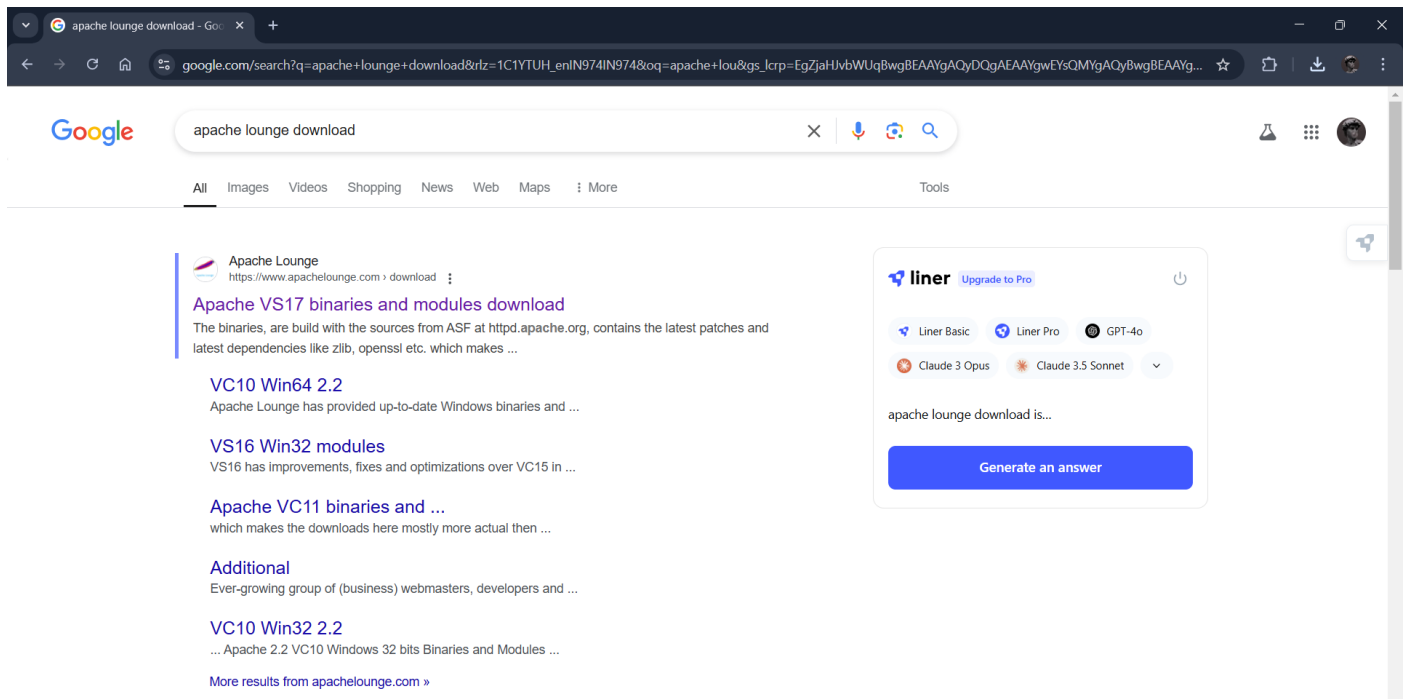 apache lounge download - Goo
google.com/search?q=apache+lounge+download&rlz=1C1YTUH_enIN974IN974&oq=apache+lou&gs_lcrp=EgZjaHJvbWUqBwgBEAAYgAQyDQgAEAAYgwEYsQMYgAQyBwgBEAAYg...
Google
apache lounge download
All Images Videos Shopping News Web Maps More Tools
Apache Lounge
https://www.apachelounge.com › download
Apache VS17 binaries and modules download
The binaries, are build with the sources from ASF at httpd.apache.org, contains the latest patches and
latest dependencies like zlib, openssl etc. which makes ...
VC10 Win64 2.2
Apache Lounge has provided up-to-date Windows binaries and ...
VS16 Win32 modules
VS16 has improvements, fixes and optimizations over VC15 in ...
Apache VC11 binaries and ...
which makes the downloads here mostly more actual then ...
Additional
Ever-growing group of (business) webmasters, developers and ...
VC10 Win32 2.2
... Apache 2.2 VC10 Windows 32 bits Binaries and Modules ...
More results from apachelounge.com »
liner Upgrade to Pro
Liner Basic Liner Pro GPT-4o
Claude 3 Opus Claude 3.5 Sonnet
apache lounge download is...
Generate an answer